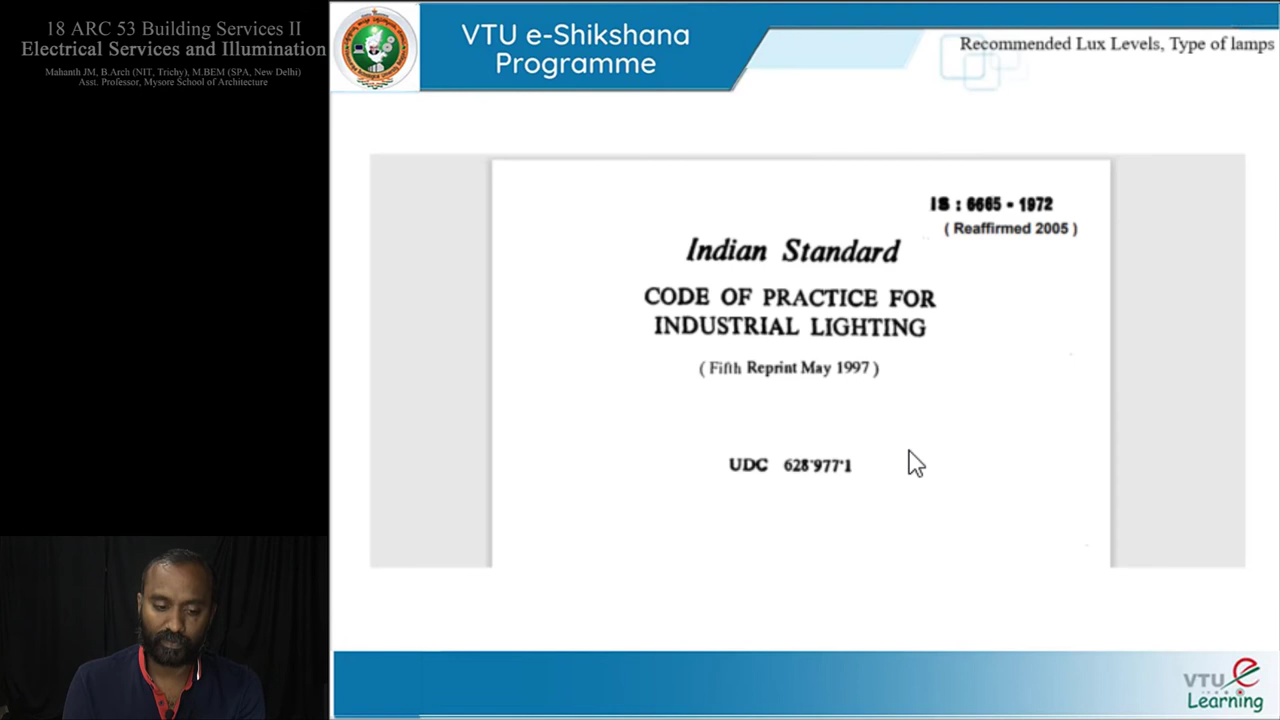 18 ARC 53 Building Services II
Electrical Services and Illumination
Mahanth JM, B.Arch (NIT, Trichy), M.BEM (SPA, New Delhi)
Asst. Professor, Mysore School of Architecture
VTU e-Shikshana
Programme
Recommended Lux Levels, Type of lamps
IS : 6665 - 1972
( Reaffirmed 2005 )
Indian Standard
CODE OF PRACTICE FOR
INDUSTRIAL LIGHTING
( Fifth Reprint May 1997 )
UDC 628·977·1
VTU e
Learning